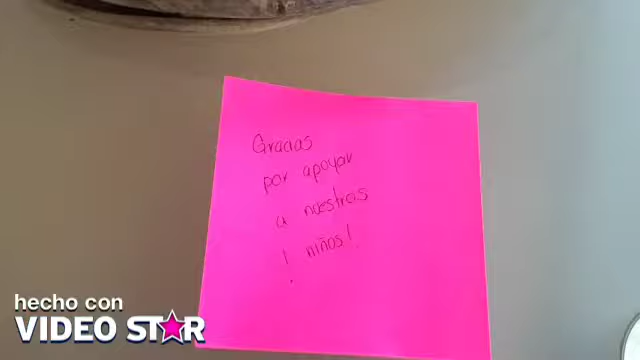 Gracias
por apoyar
a nuestros
¡ niños!
hecho con
VIDEO STAR